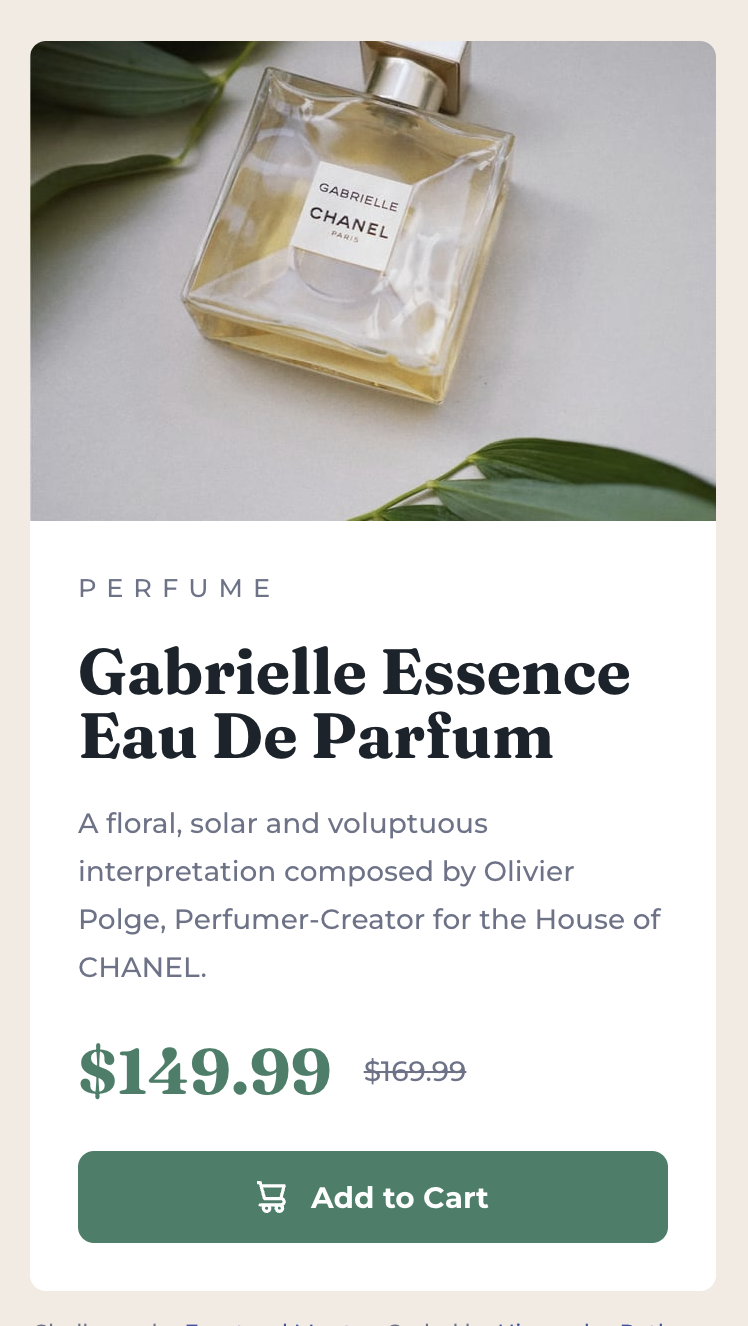 GABRIELLE
CHANEL
PARIS
PERFUME
Gabrielle Essence
Eau De Parfum
A floral, solar and voluptuous
interpretation composed by Olivier
Polge, Perfumer-Creator for the House of
CHANEL.
$149.99 $169.99
Add to Cart